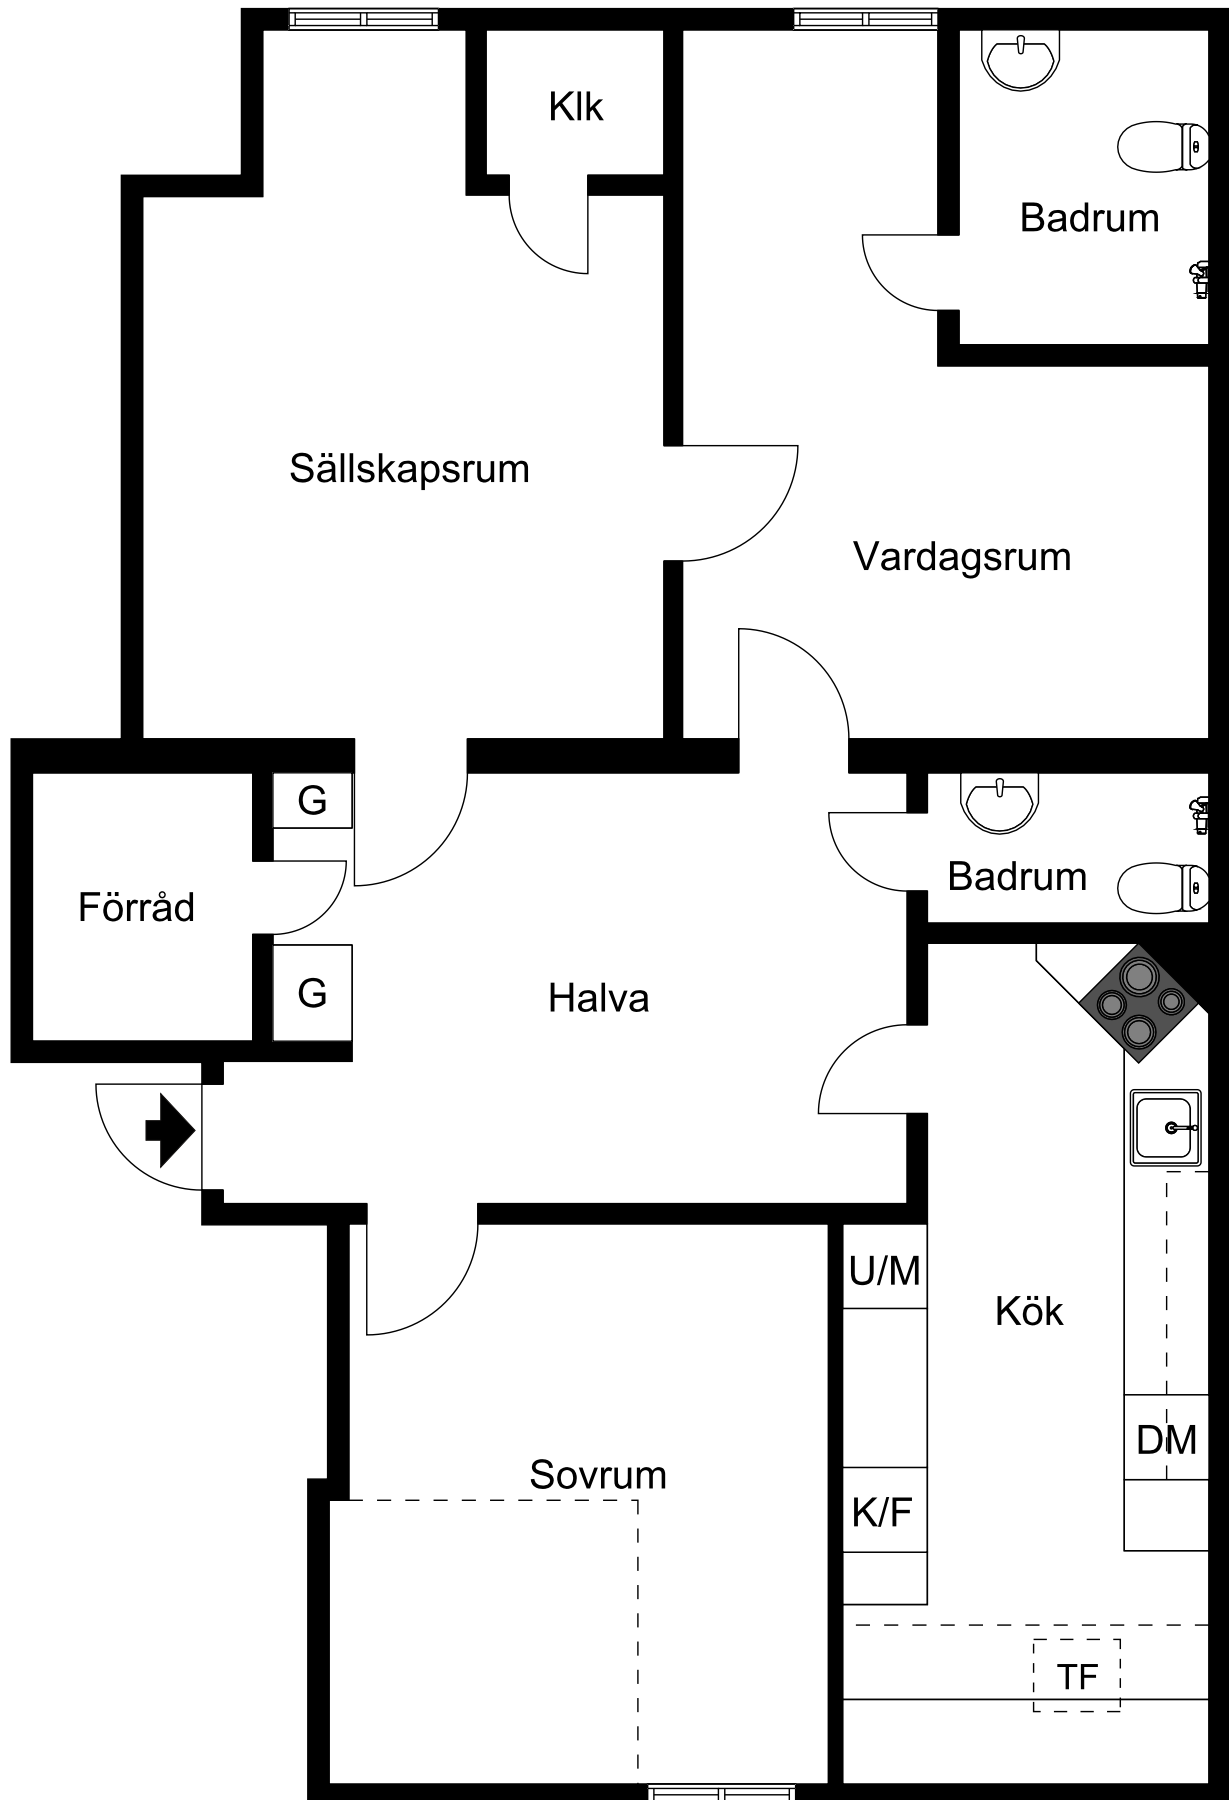 Klk
Badrum
Sällskapsrum
Vardagsrum
G
Badrum
Förråd
G
Halva
U/M
Kök
DM
Sovrum
K/F
TF